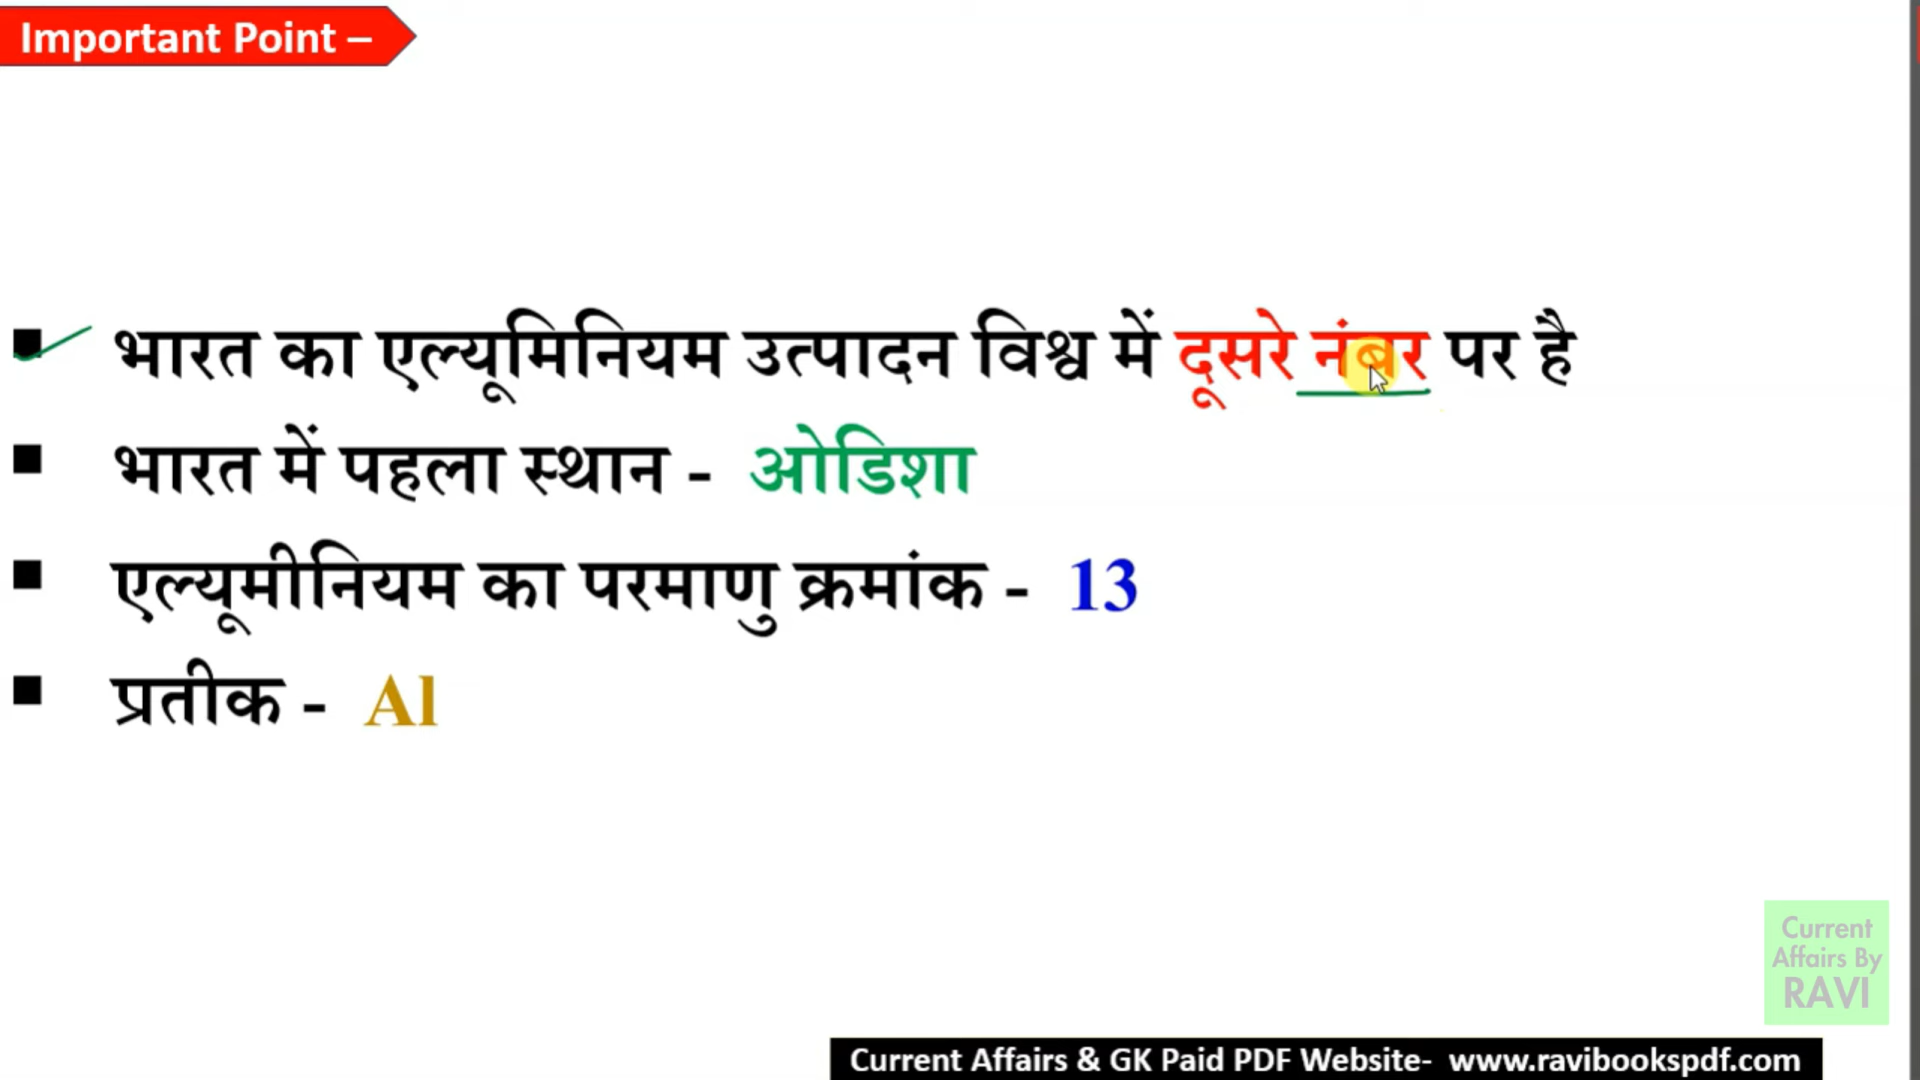 Important Point –
भारत का एल्यूमिनियम उत्पादन विश्व में दूसरे नंबर पर है
भारत में पहला स्थान - ओडिशा
एल्यूमीनियम का परमाणु क्रमांक - 13
प्रतीक - Al
Current
Affairs By
RAVI
Current Affairs & GK Paid PDF Website- www.ravibookspdf.com